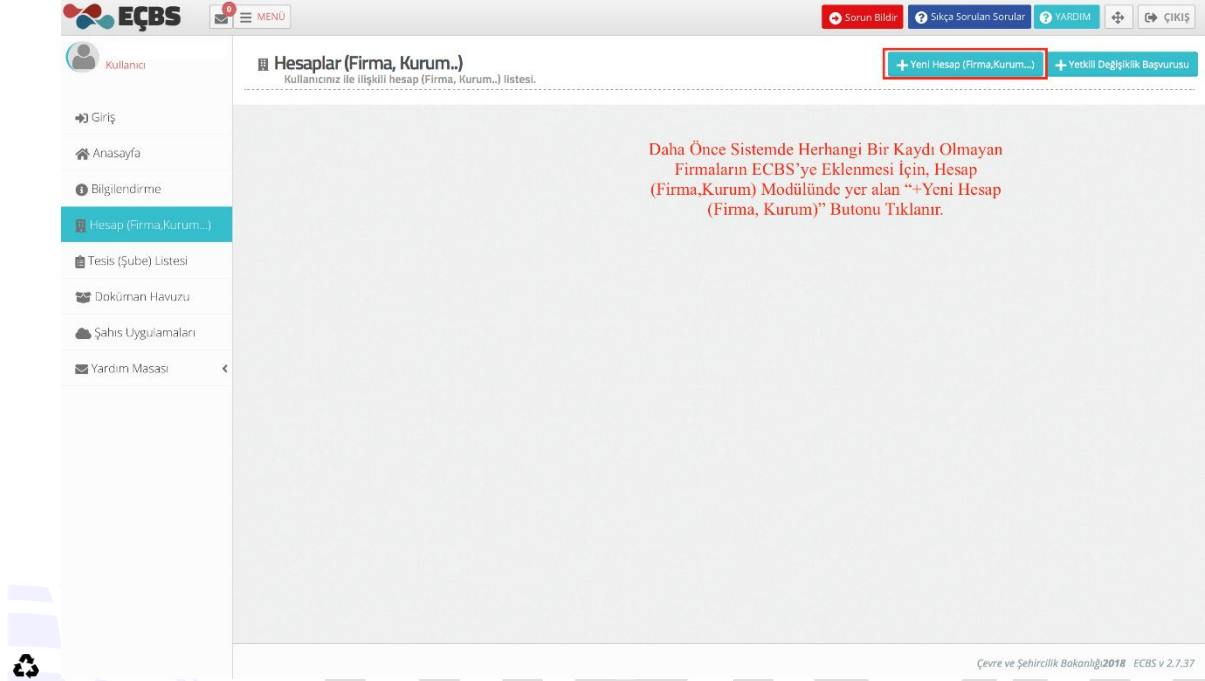 EÇBS
0
MENÜ
Sorun Bildir
Sıkça Sorulan Sorular
YARDIM
ÇIKIŞ
Kullanıcı
Hesaplar (Firma, Kurum..)
Kullanıcınız ile ilişkili hesap (Firma, Kurum..) listesi.
Yeni Hesap (Firma,Kurum...)
Yetkili Değişiklik Başvurusu
Giriş
Anasayfa
Bilgilendirme
Hesap (Firma,Kurum...)
Tesis (Şube) Listesi
Doküman Havuzu
Şahıs Uygulamaları
Yardım Masası
Daha Önce Sistemde Herhangi Bir Kaydı Olmayan
Firmaların ECBS’ye Eklenmesi İçin, Hesap
(Firma,Kurum) Modülünde yer alan “+Yeni Hesap
(Firma, Kurum)” Butonu Tıklanır.
Çevre ve Şehircilik Bakanlığı2018 ECBS v 2.7.37